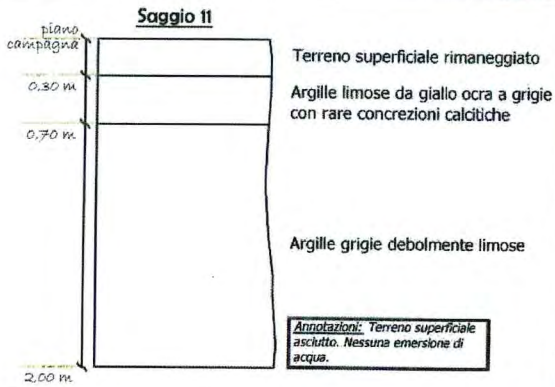 Saggio 11
piano
campagna
Terreno superficiale rimaneggiato
0,30 m
Argille limose da giallo ocra a grigie
con rare concrezioni calcitiche
0,70 m
Argille grigie debolmente limose
Annotazioni: Terreno superficiale
asciutto. Nessuna emersione di
acqua.
2,00 m